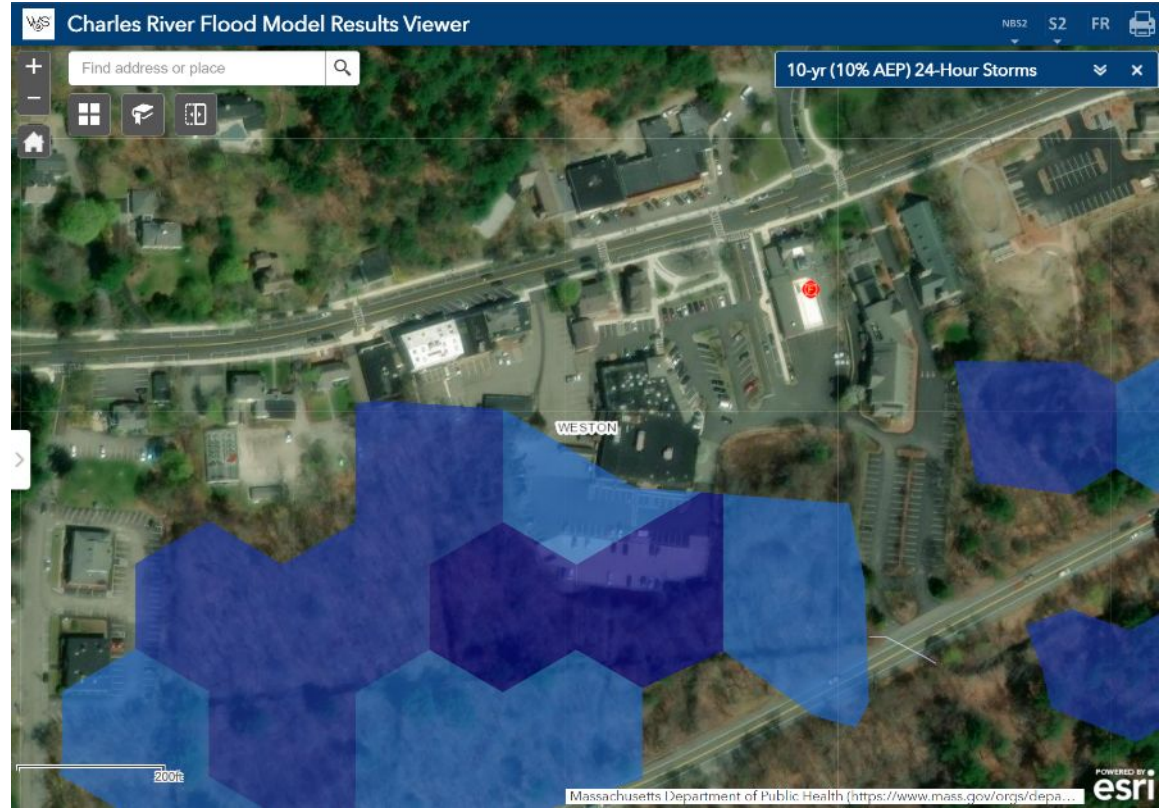 W&S Charles River Flood Model Results Viewer NBS2 S2 FR
Find address or place
10-yr (10% AEP) 24-Hour Storms
WESTON
200ft
Massachusetts Department of Public Health (https://www.mass.gov/orgs/depa...
POWERED BY
esri